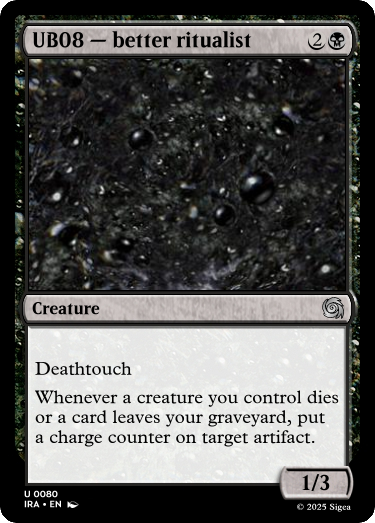 UB08 — better ritualist 2
Creature
Deathtouch
Whenever a creature you control dies
or a card leaves your graveyard, put
a charge counter on target artifact.
1/3
U 0080
IRA • EN
© 2025 Sigea